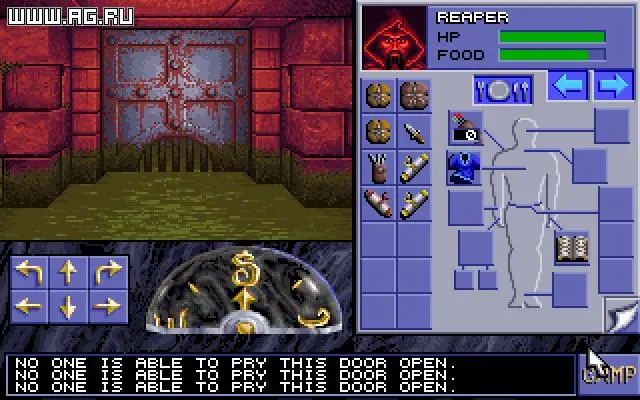 WWW.AG.RU
REAPER
HP
FOOD
S
NO ONE IS ABLE TO PRY THIS DOOR OPEN.
NO ONE IS ABLE TO PRY THIS DOOR OPEN.
NO ONE IS ABLE TO PRY THIS DOOR OPEN.
CAMP